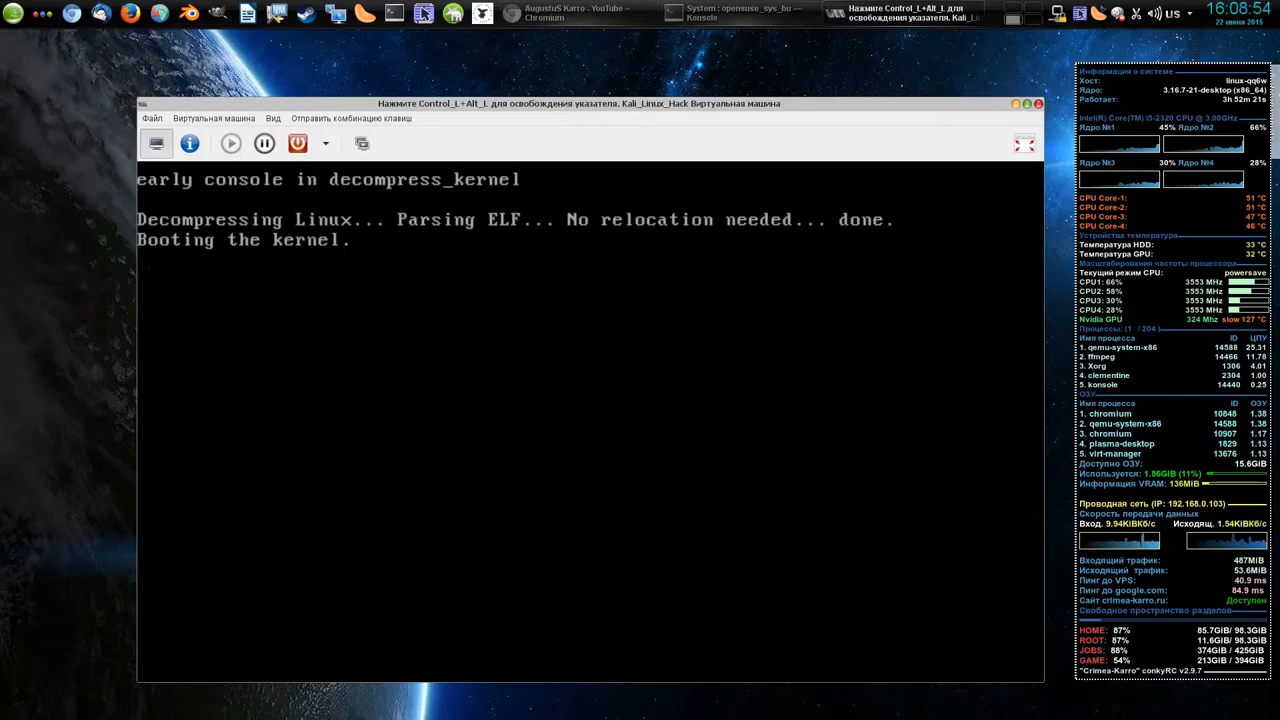 AugustuS Karro - YouTube –
Chromium
System : opensuse_sys_bu —
Konsole
Нажмите Control_L+Alt_L для
освобождения указателя. Kali_Li
us
16:08:54
22 июня 2015
Нажмите Control_L+Alt_L для освобождения указателя. Kali_Linux_Hack Виртуальная машина
Файл Виртуальная машина Вид Отправить комбинацию клавиш
early console in decompress_kernel
Decompressing Linux... Parsing ELF... No relocation needed... done.
Booting the kernel.
Информация о системе
Хост: linux-qq6w
Ядро: 3.16.7-21-desktop (x86_64)
Работает: 3h 52m 21s
Intel(R) Core(TM) i5-2320 CPU @ 3.00GHz
Ядро №1 45% Ядро №2 66%
Ядро №3 30% Ядро №4 28%
CPU Core-1: 51 °C
CPU Core-2: 51 °C
CPU Core-3: 47 °C
CPU Core-4: 46 °C
Устройства температура
Температура HDD: 33 °C
Температура GPU: 32 °C
Масштабирования частоты процессора
Текущий режим CPU: powersave
CPU1: 66% 3553 MHz
CPU2: 58% 3553 MHz
CPU3: 30% 3553 MHz
CPU4: 28% 3553 MHz
Nvidia GPU 324 Mhz slow 127 °C
Процессы: (1 / 204 )
Имя процесса ID ЦПУ
1. qemu-system-x86 14588 25.31
2. ffmpeg 14466 11.78
3. Xorg 1306 4.01
4. clementine 2304 1.00
5. konsole 14440 0.25
ОЗУ
Имя процесса ID ОЗУ
1. chromium 10848 1.38
2. qemu-system-x86 14588 1.38
3. chromium 10907 1.17
4. plasma-desktop 1829 1.13
5. virt-manager 13676 1.13
Доступно ОЗУ: 15.6GiB
Используется: 1.86GiB (11%)
Информация VRAM: 136MiB
Проводная сеть (IP: 192.168.0.103)
Скорость передачи данных
Вход. 9.94KiBКб/с Исходящ. 1.54KiBКб/с
Входящий трафик: 487MiB
Исходящий трафик: 53.6MiB
Пинг до VPS: 40.9 ms
Пинг до google.com: 84.9 ms
Сайт crimea-karro.ru: Доступен
Свободное пространство разделов
HOME: 87% 85.7GiB/ 98.3GiB
ROOT: 87% 11.6GiB / 98.3GiB
JOBS: 88% 374GiB / 425GiB
GAME: 54% 213GiB / 394GiB
"Crimea-Karro" conkyRC v2.9.7